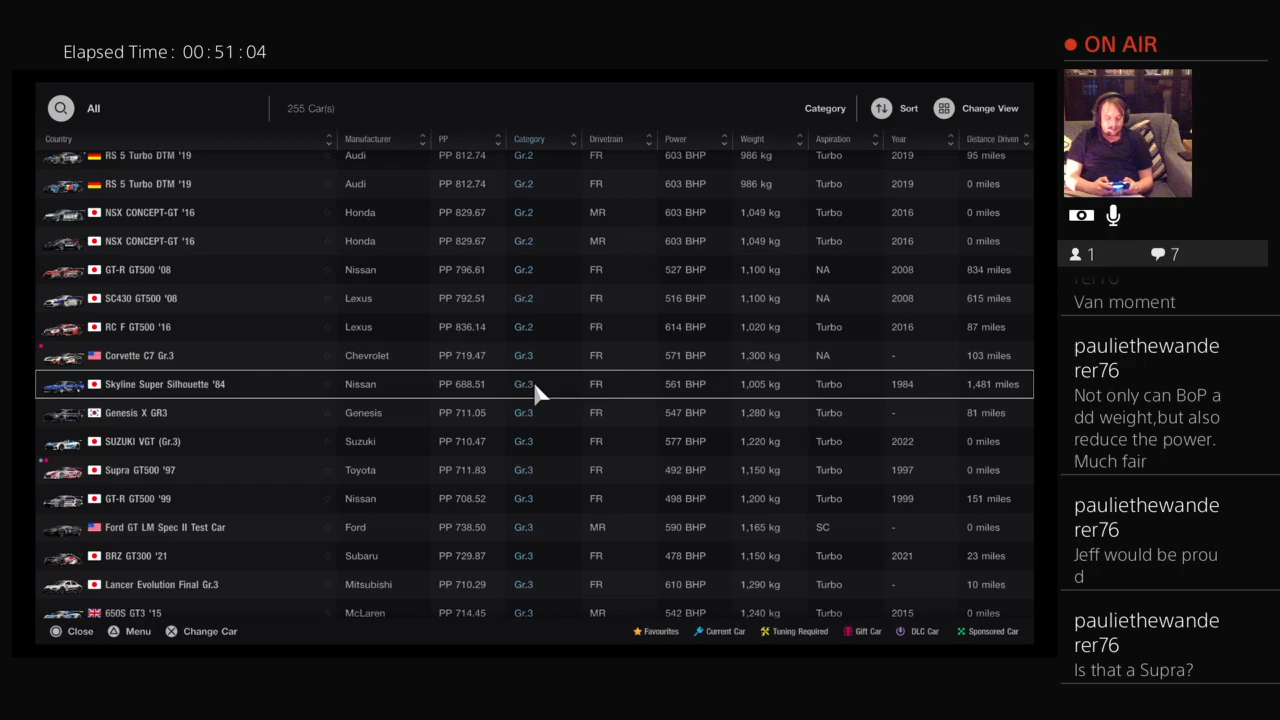 Elapsed Time: 00:51:04
ON AIR
All
255 Car(s)
Category
Sort
Change View
Country Manufacturer PP Category Drivetrain Power Weight Aspiration Year Distance Driven
RS 5 Turbo DTM '19 Audi PP 812.74 Gr.2 FR 603 BHP 986 kg Turbo 2019 95 miles
RS 5 Turbo DTM '19 Audi PP 812.74 Gr.2 FR 603 BHP 986 kg Turbo 2019 0 miles
NSX CONCEPT-GT '16 Honda PP 829.67 Gr.2 MR 603 BHP 1,049 kg Turbo 2016 0 miles
NSX CONCEPT-GT '16 Honda PP 829.67 Gr.2 MR 603 BHP 1,049 kg Turbo 2016 0 miles
GT-R GT500 '08 Nissan PP 796.61 Gr.2 FR 527 BHP 1,100 kg NA 2008 834 miles
SC430 GT500 '08 Lexus PP 792.51 Gr.2 FR 516 BHP 1,100 kg NA 2008 615 miles
RC F GT500 '16 Lexus PP 836.14 Gr.2 FR 614 BHP 1,020 kg Turbo 2016 87 miles
Corvette C7 Gr.3 Chevrolet PP 719.47 Gr.3 FR 571 BHP 1,300 kg NA - 103 miles
Skyline Super Silhouette '84 Nissan PP 688.51 Gr.3 FR 561 BHP 1,005 kg Turbo 1984 1,481 miles
Genesis X GR3 Genesis PP 711.05 Gr.3 FR 547 BHP 1,280 kg Turbo - 81 miles
SUZUKI VGT (Gr.3) Suzuki PP 710.47 Gr.3 FR 577 BHP 1,220 kg Turbo 2022 0 miles
Supra GT500 '97 Toyota PP 711.83 Gr.3 FR 492 BHP 1,150 kg Turbo 1997 0 miles
GT-R GT500 '99 Nissan PP 708.52 Gr.3 FR 498 BHP 1,200 kg Turbo 1999 151 miles
Ford GT LM Spec II Test Car Ford PP 738.50 Gr.3 MR 590 BHP 1,165 kg SC - 0 miles
BRZ GT300 '21 Subaru PP 729.87 Gr.3 FR 478 BHP 1,150 kg Turbo 2021 23 miles
Lancer Evolution Final Gr.3 Mitsubishi PP 710.29 Gr.3 FR 610 BHP 1,290 kg Turbo - 10 miles
650S GT3 '15 McLaren PP 714.45 Gr.3 MR 542 BHP 1,240 kg Turbo 2015 0 miles
Close Menu Change Car
Favourites Current Car Tuning Required Gift Car DLC Car Sponsored Car
1 7
rer76
Van moment
pauliethewande
rer76
Not only can BoP a
dd weight,but also
reduce the power.
Much fair
pauliethewande
rer76
Jeff would be prou
d
pauliethewande
rer76
Is that a Supra?